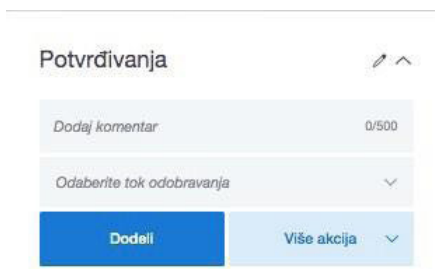 Potvrđivanja
Dodaj komentar 0/500
Odaberite tok odobravanja
Dodeli Više akcija